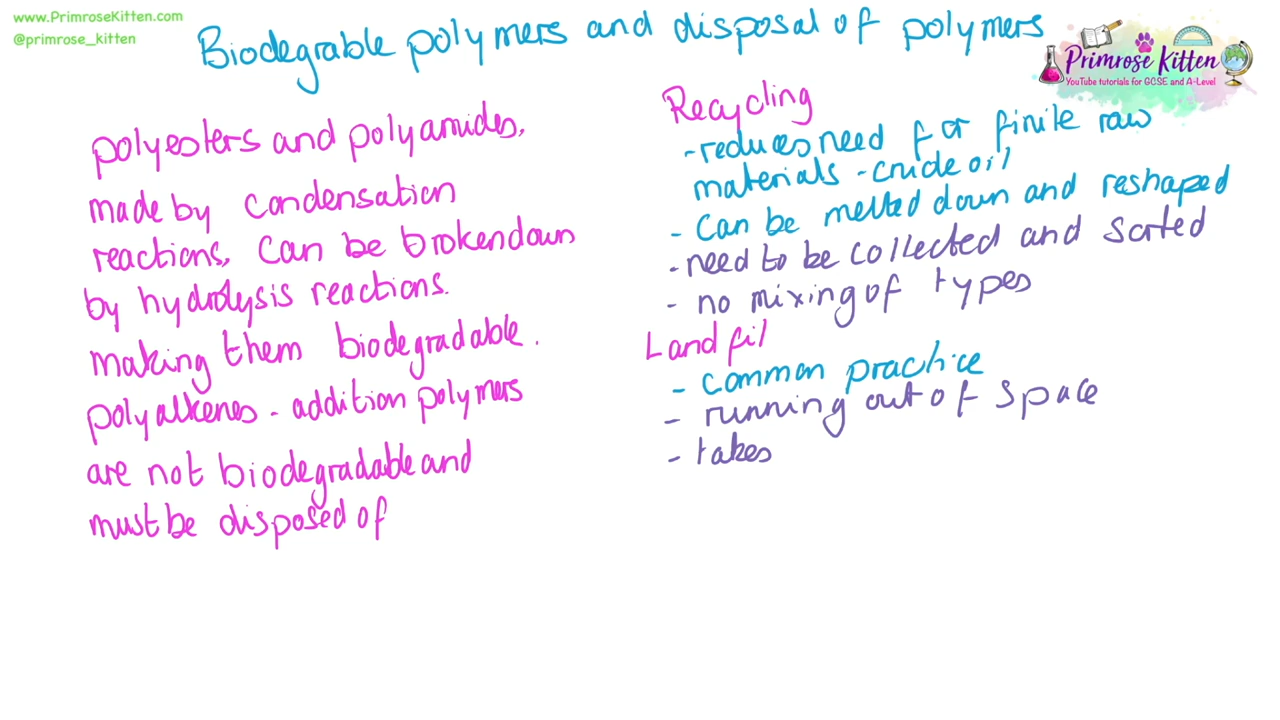 www.PrimroseKitten.com
@primrose_kitten
Biodegrable polymers and disposal of polymers
Primrose Kitten
YouTube tutorials for GCSE and A-Level
polyesters and polyamides,
made by condensation
reactions, can be broken down
by hydrolysis reactions.
making them biodegradable.
polyalkenes - addition polymers
are not biodegradable and
must be disposed of
Recycling
- reduces need for finite raw
materials - crude oil
- can be melted down and reshaped
- need to be collected and sorted
- no mixing of types
Land fil
- common practice
- running out of space
- takes